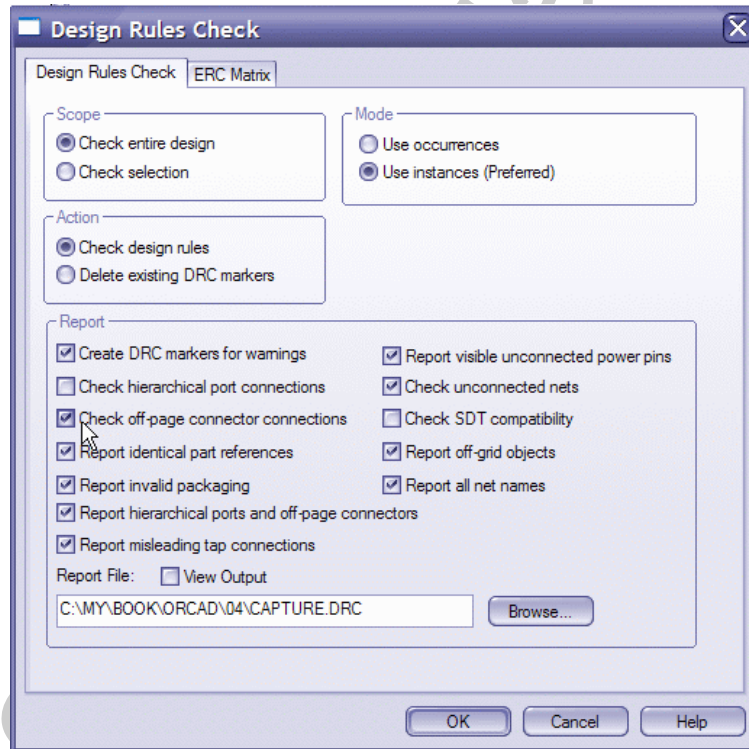 Design Rules Check
Design Rules Check ERC Matrix
Scope
Check entire design
Check selection
Mode
Use occurrences
Use instances (Preferred)
Action
Check design rules
Delete existing DRC markers
Report
Create DRC markers for warnings
Check hierarchical port connections
Check off-page connector connections
Report identical part references
Report invalid packaging
Report hierarchical ports and off-page connectors
Report misleading tap connections
Report visible unconnected power pins
Check unconnected nets
Check SDT compatibility
Report off-grid objects
Report all net names
Report File: View Output
C:\MY\BOOK\ORCAD\04\CAPTURE.DRC
Browse...
OK Cancel Help